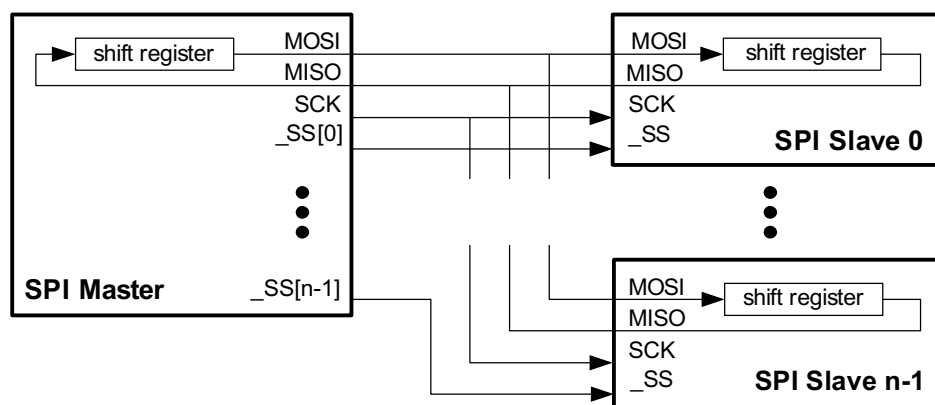 shift register
MOSI
MISO
SCK
_SS[0]
_SS[n-1]
SPI Master
MOSI
shift register
MISO
SCK
_SS
SPI Slave 0
MOSI
shift register
MISO
SCK
_SS
SPI Slave n-1